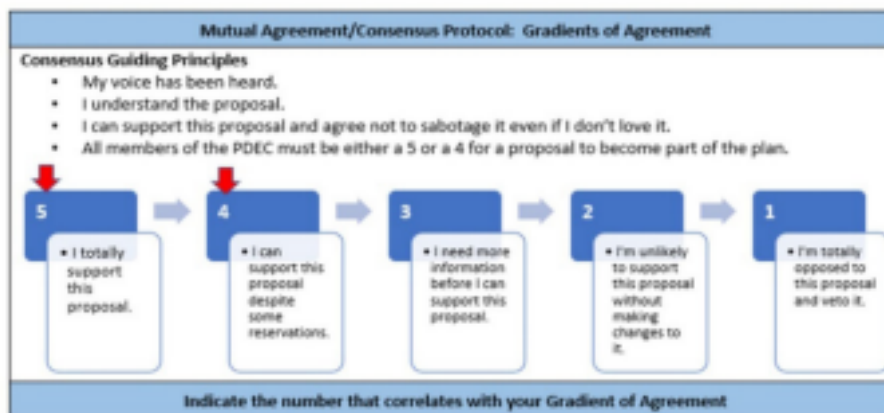 Mutual Agreement/Consensus Protocol: Gradients of Agreement
Consensus Guiding Principles
• My voice has been heard.
• I understand the proposal.
• I can support this proposal and agree not to sabotage it even if I don't love it.
• All members of the PDEC must be either a 5 or a 4 for a proposal to become part of the plan.
5
• I totally
support
this
proposal.
4
• I can
support this
proposal
despite
some
reservations.
3
• I need more
information
before I can
support this
proposal.
2
• I'm unlikely
to support
this proposal
without
making
changes to
it.
1
• I'm totally
opposed to
this proposal
and veto it.
Indicate the number that correlates with your Gradient of Agreement